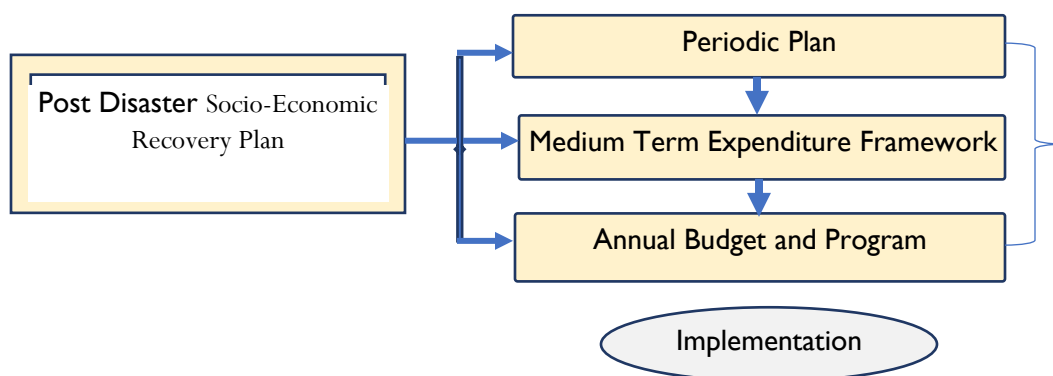 Periodic Plan
Post Disaster Socio-Economic
Recovery Plan
Medium Term Expenditure Framework
Annual Budget and Program
Implementation